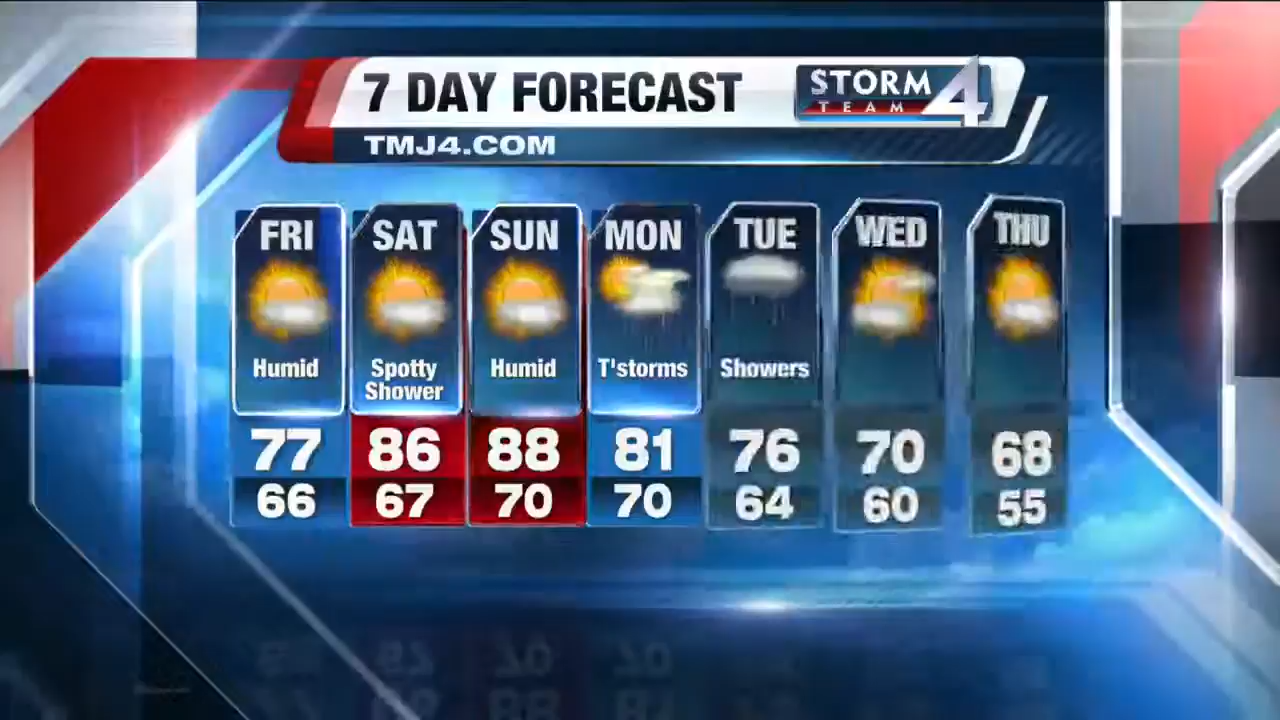 7 DAY FORECAST
STORM 4
TEAM
TMJ4.COM
FRI SAT SUN MON TUE WED THU
Humid Spotty Shower Humid T'storms Showers
77 86 88 81 76 70 68
66 67 70 70 64 60 55